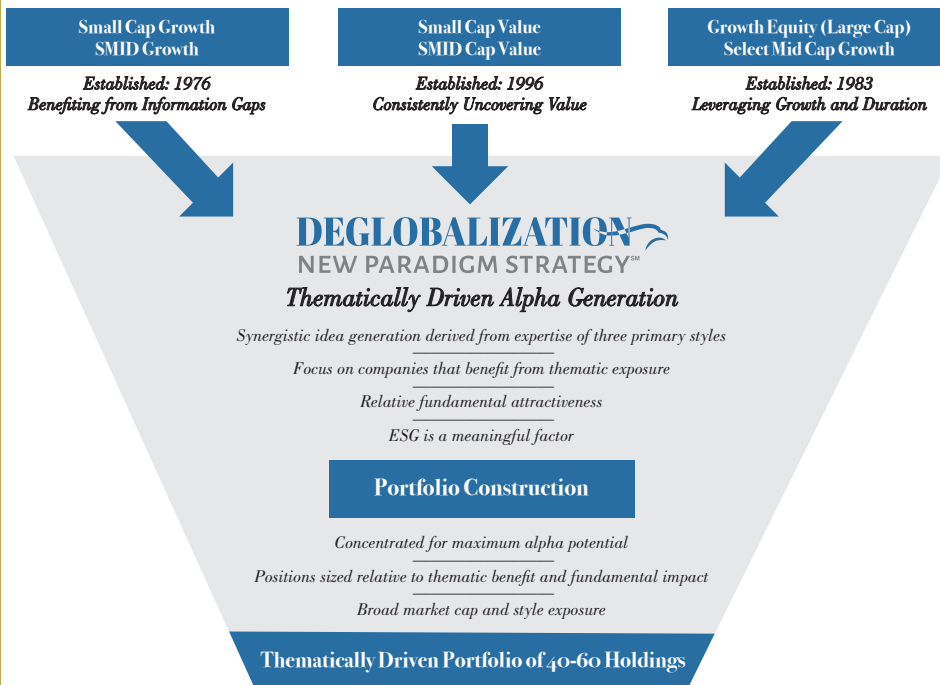 Small Cap Growth
SMID Growth
Established: 1976
Benefiting from Information Gaps
Small Cap Value
SMID Cap Value
Established: 1996
Consistently Uncovering Value
Growth Equity (Large Cap)
Select Mid Cap Growth
Established: 1983
Leveraging Growth and Duration
DEGLOBALIZATION
NEW PARADIGM STRATEGY℠
Thematically Driven Alpha Generation
Synergistic idea generation derived from expertise of three primary styles
Focus on companies that benefit from thematic exposure
Relative fundamental attractiveness
ESG is a meaningful factor
Portfolio Construction
Concentrated for maximum alpha potential
Positions sized relative to thematic benefit and fundamental impact
Broad market cap and style exposure
Thematically Driven Portfolio of 40-60 Holdings